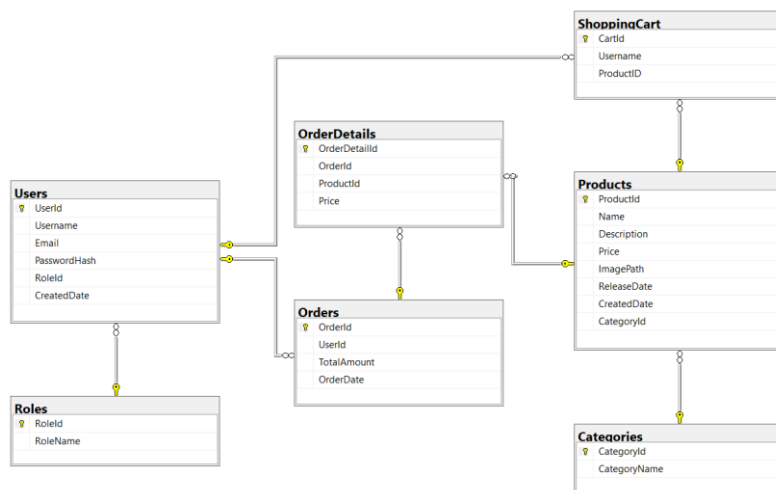 ShoppingCart
CartId
Username
ProductID
OrderDetails
OrderDetailId
OrderId
ProductId
Price
Users
UserId
Username
Email
PasswordHash
RoleId
CreatedDate
Products
ProductId
Name
Description
Price
ImagePath
ReleaseDate
CreatedDate
CategoryId
Orders
OrderId
UserId
TotalAmount
OrderDate
Roles
RoleId
RoleName
Categories
CategoryId
CategoryName